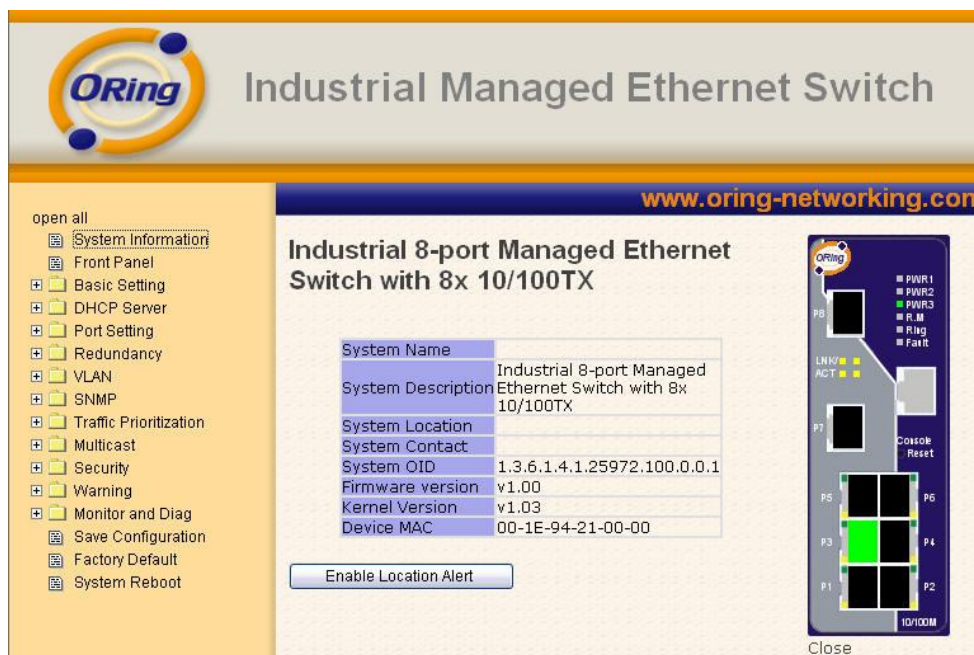 ORing
Industrial Managed Ethernet Switch
www.oring-networking.con
open all
System Information
Front Panel
Basic Setting
DHCP Server
Port Setting
Redundancy
VLAN
SNMP
Traffic Prioritization
Multicast
Security
Warning
Monitor and Diag
Save Configuration
Factory Default
System Reboot
Industrial 8-port Managed Ethernet
Switch with 8x 10/100TX
System Name
System Description Industrial 8-port Managed
Ethernet Switch with 8x
10/100TX
System Location
System Contact
System OID 1.3.6.1.4.1.25972.100.0.0.1
Firmware version v1.00
Kernel Version v1.03
Device MAC 00-1E-94-21-00-00
Enable Location Alert
ORing
PWR1
PWR2
PWR3
R.M
Ring
Fault
P8
LNK/
ACT
P7
Console
Reset
P5 P6
P3 P4
P1 P2
10/100M
Close